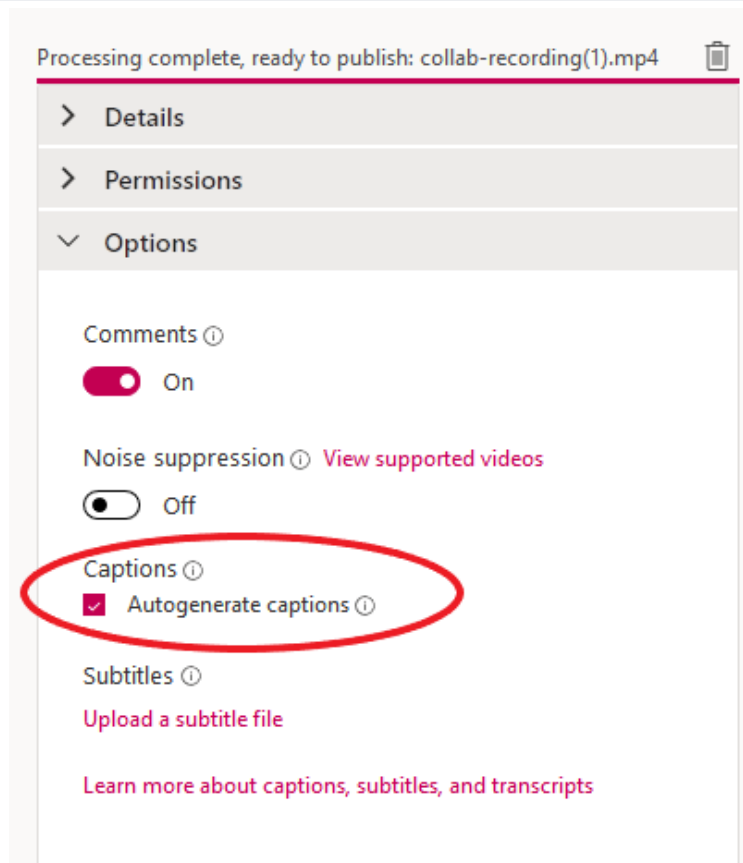 Processing complete, ready to publish: collab-recording(1).mp4
Details
Permissions
Options
Comments
On
Noise suppression View supported videos
Off
Captions
Autogenerate captions
Subtitles
Upload a subtitle file
Learn more about captions, subtitles, and transcripts